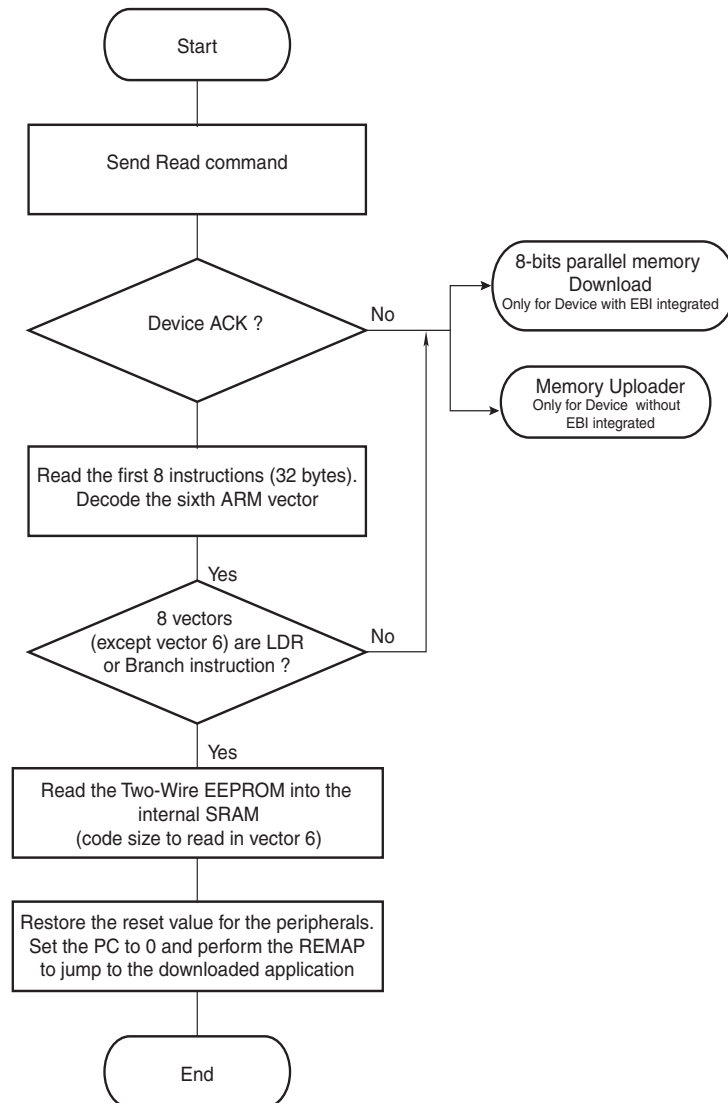 Start
Send Read command
Device ACK ?
No
8-bits parallel memory
Download
Only for Device with EBI integrated
Memory Uploader
Only for Device without
EBI integrated
Read the first 8 instructions (32 bytes).
Decode the sixth ARM vector
Yes
8 vectors
(except vector 6) are LDR
or Branch instruction ?
No
Yes
Read the Two-Wire EEPROM into the
internal SRAM
(code size to read in vector 6)
Restore the reset value for the peripherals.
Set the PC to 0 and perform the REMAP
to jump to the downloaded application
End